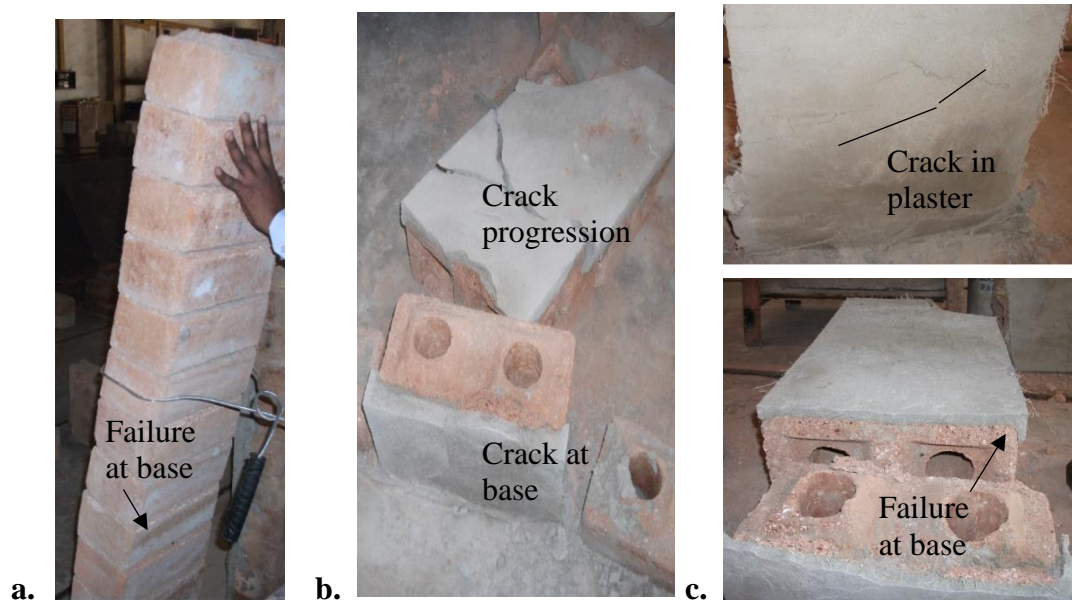 Failure
at base
a.
Crack
progression
Crack at
base
b.
Crack in
plaster
Failure
at base
c.